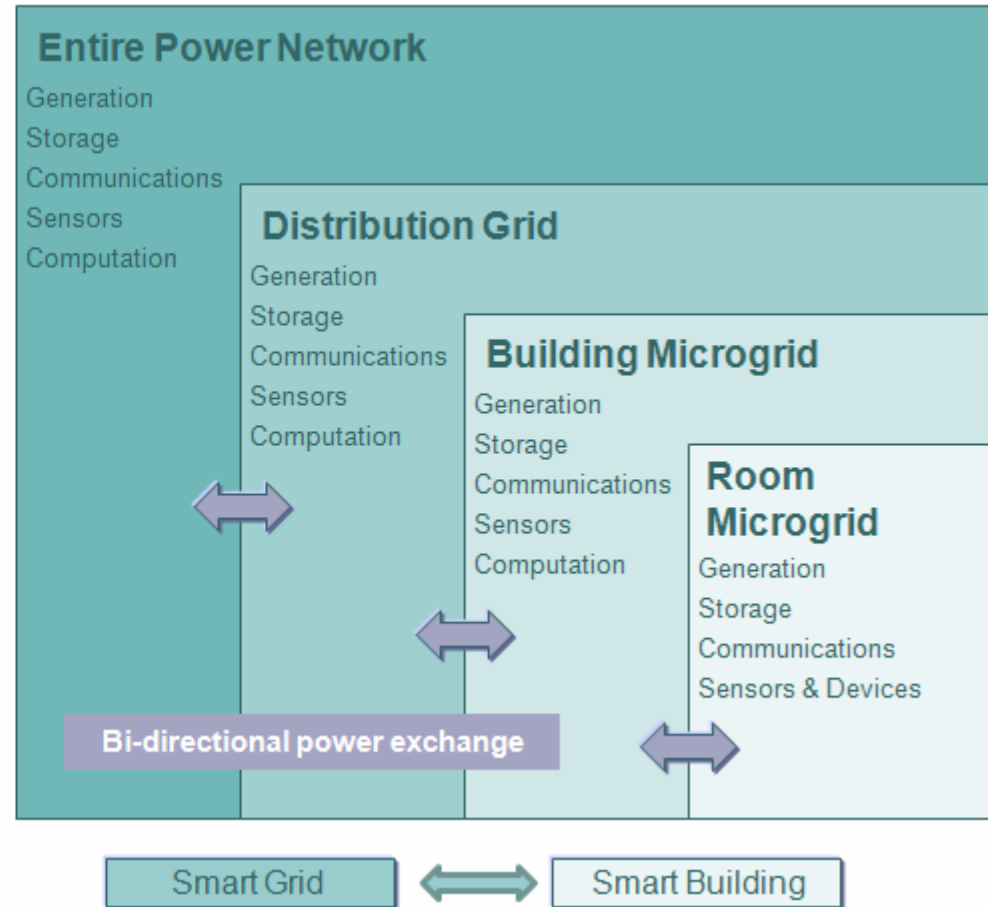 Entire Power Network
Generation
Storage
Communications
Sensors
Computation
Distribution Grid
Generation
Storage
Communications
Sensors
Computation
Building Microgrid
Generation
Storage
Communications
Sensors
Computation
Room
Microgrid
Generation
Storage
Communications
Sensors & Devices
Bi-directional power exchange
Smart Grid
Smart Building